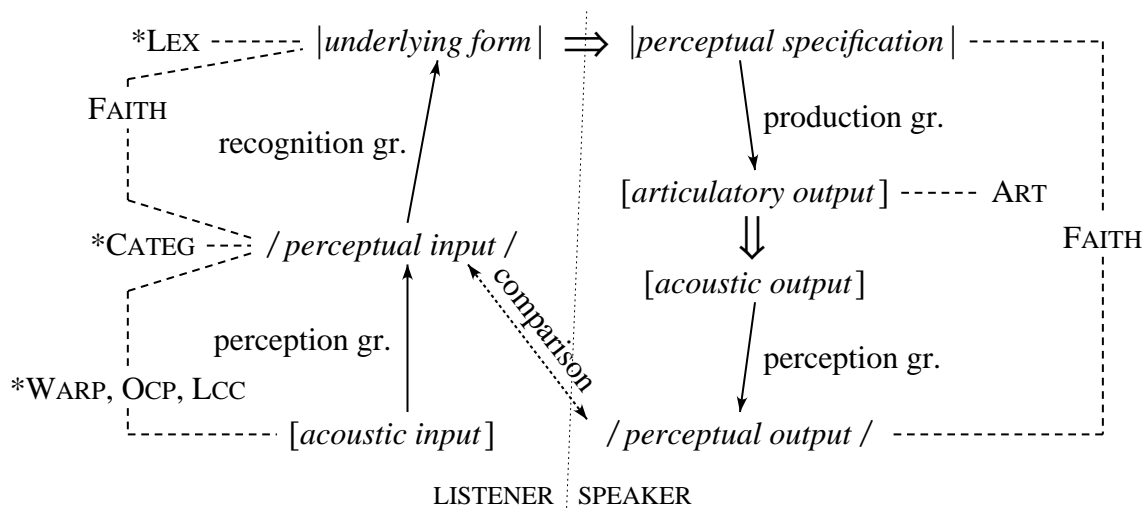 *LEX |underlying form| ⇒ |perceptual specification|
FAITH
production gr.
recognition gr.
[articulatory output] ART
*CATEG /perceptual input/ FAITH
[acoustic output]
comparison
perception gr. perception gr.
*WARP, OCP, LCC
[acoustic input] /perceptual output/
LISTENER SPEAKER